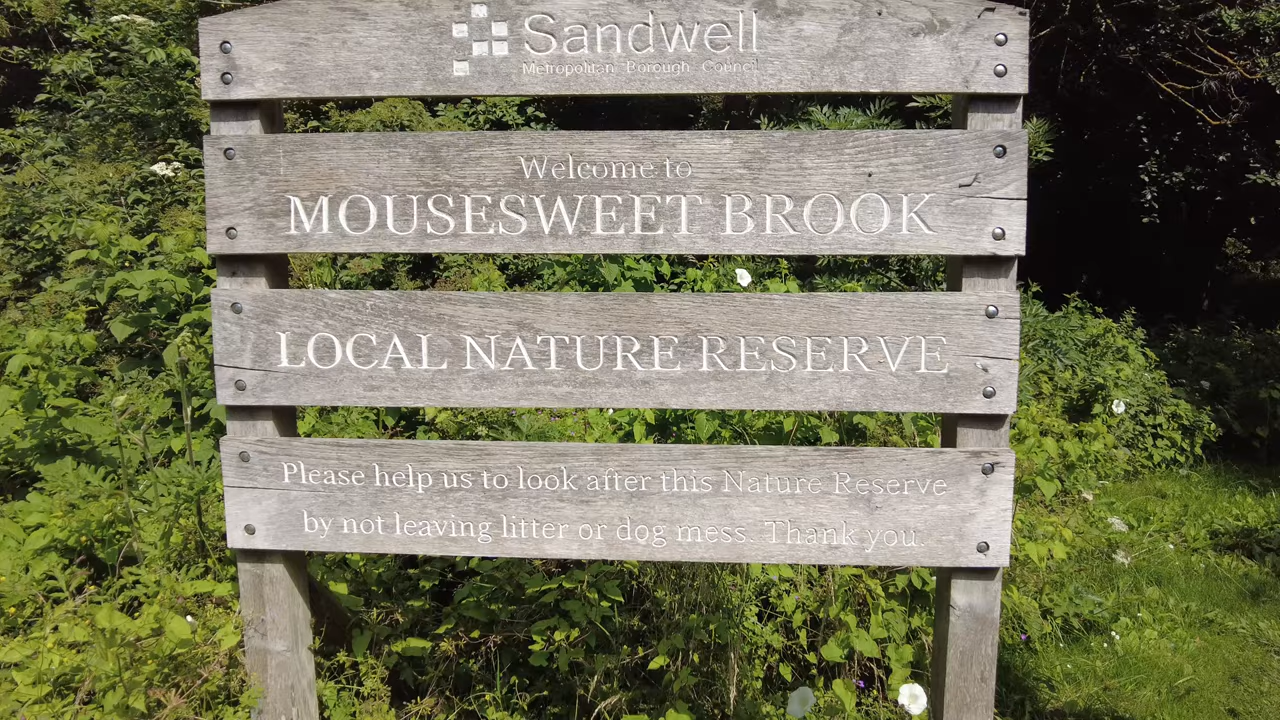 Sandwell
Metropolitan Borough Council
Welcome to
MOUSESWEET BROOK
LOCAL NATURE RESERVE
Please help us to look after this Nature Reserve
by not leaving litter or dog mess. Thank you.